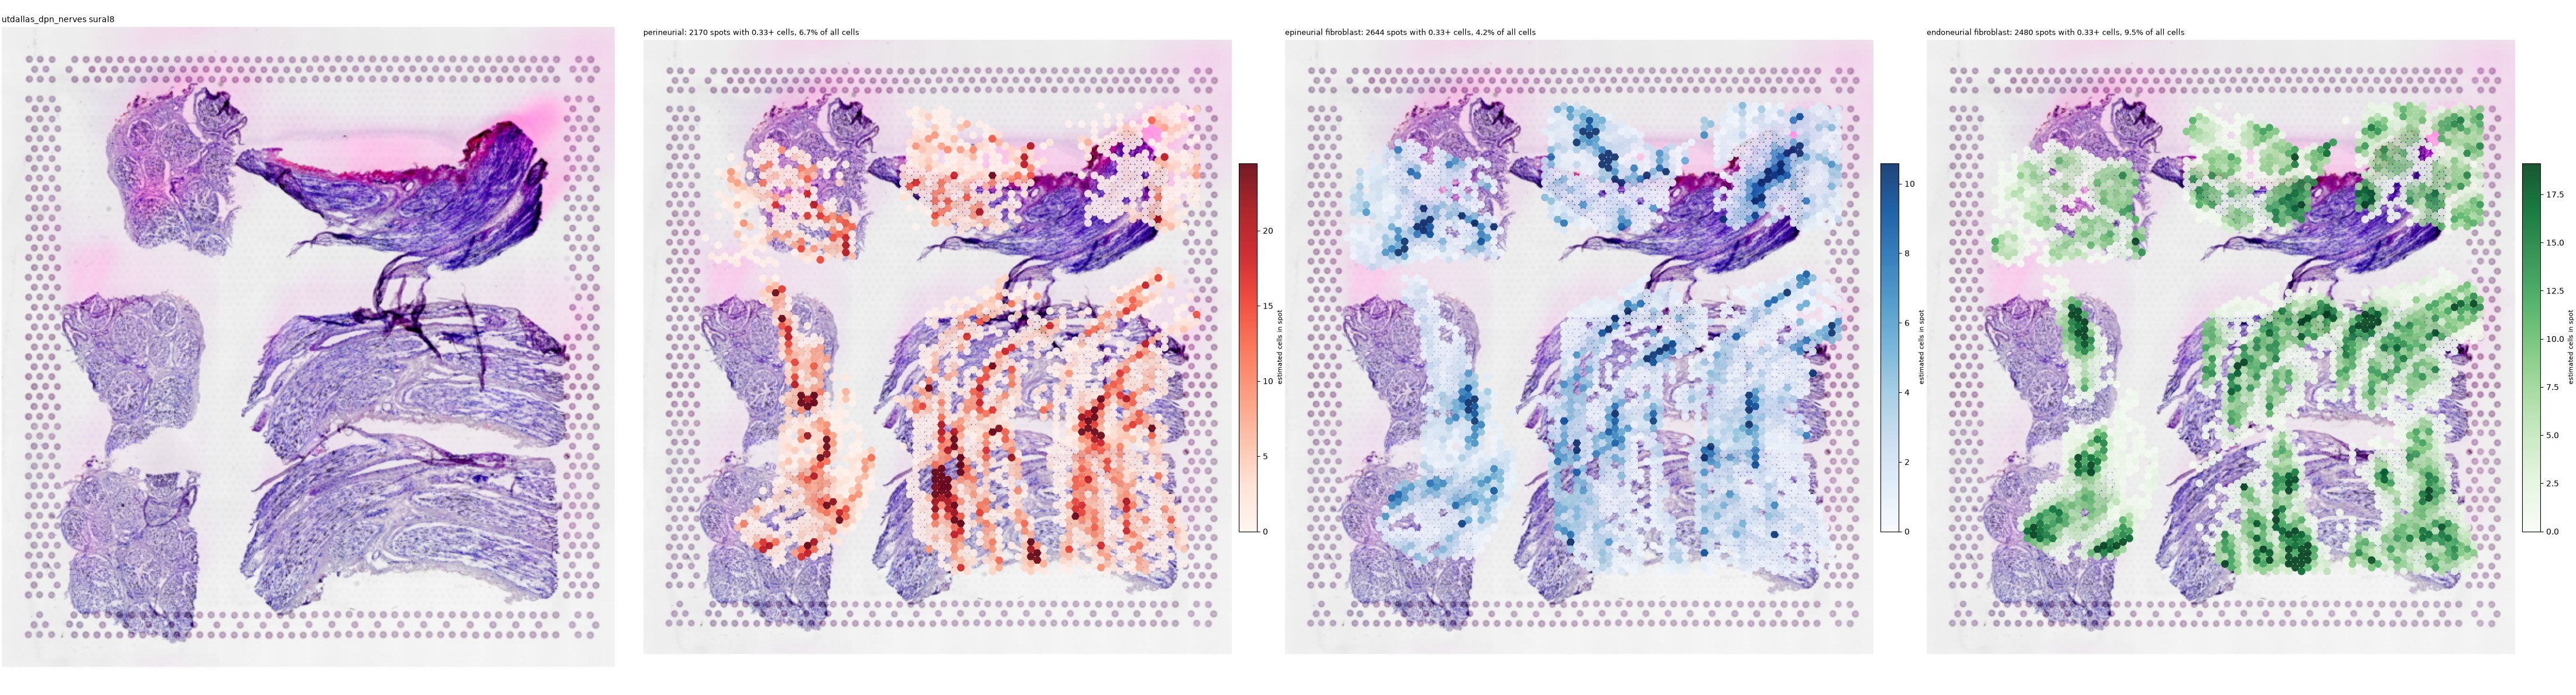 utdallas_dpn_nerves sural8
perineurial: 2170 spots with 0.33+ cells, 6.7% of all cells
20
15
10
5
0
estimated cells in spot
epineurial fibroblast: 2644 spots with 0.33+ cells, 4.2% of all cells
10
8
6
4
2
0
estimated cells in spot
endoneurial fibroblast: 2480 spots with 0.33+ cells, 9.5% of all cells
17.5
15.0
12.5
10.0
7.5
5.0
2.5
0.0
estimated cells in spot